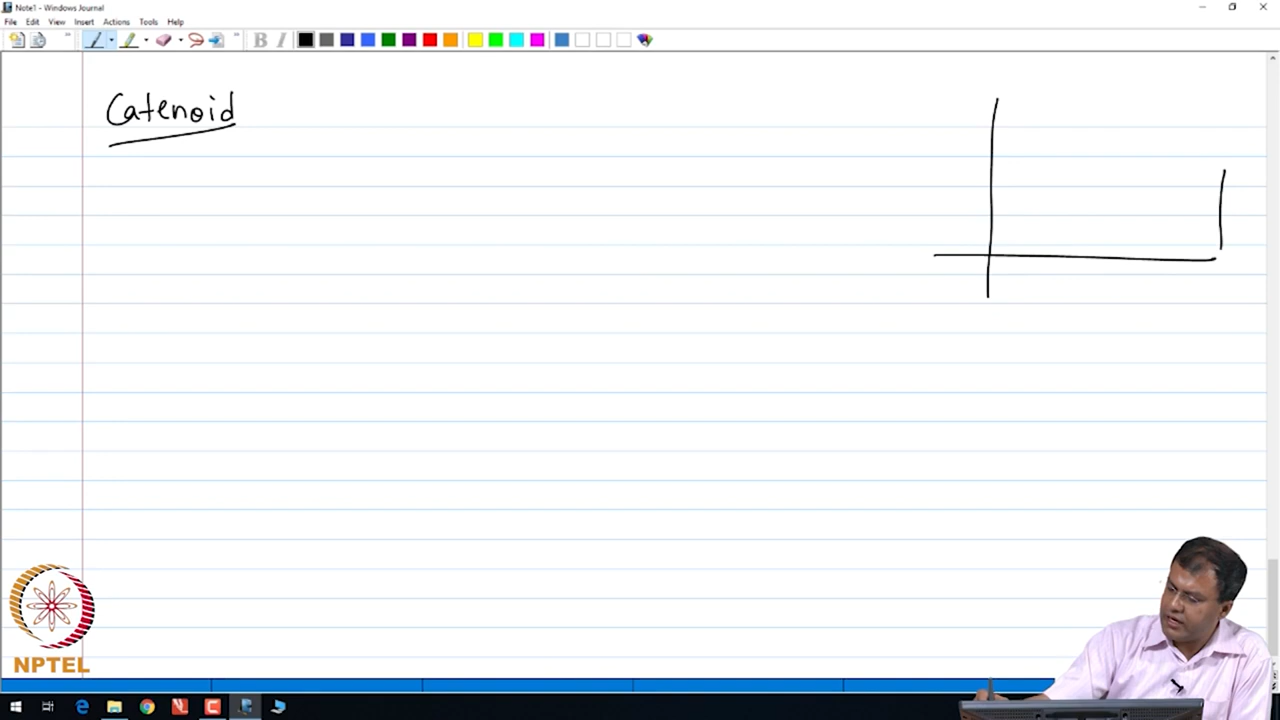 Note1 - Windows Journal
File Edit View Insert Actions Tools Help
B I
Catenoid
NPTEL